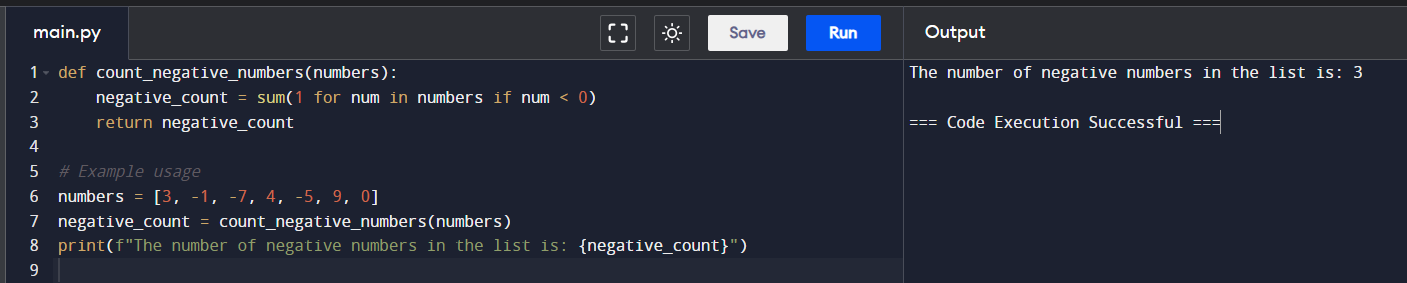 main.py
Save
Run
Output
1 def count_negative_numbers(numbers):
2     negative_count = sum(1 for num in numbers if num < 0)
3     return negative_count
4
5 # Example usage
6 numbers = [3, -1, -7, 4, -5, 9, 0]
7 negative_count = count_negative_numbers(numbers)
8 print(f"The number of negative numbers in the list is: {negative_count}")
9
The number of negative numbers in the list is: 3
=== Code Execution Successful ===